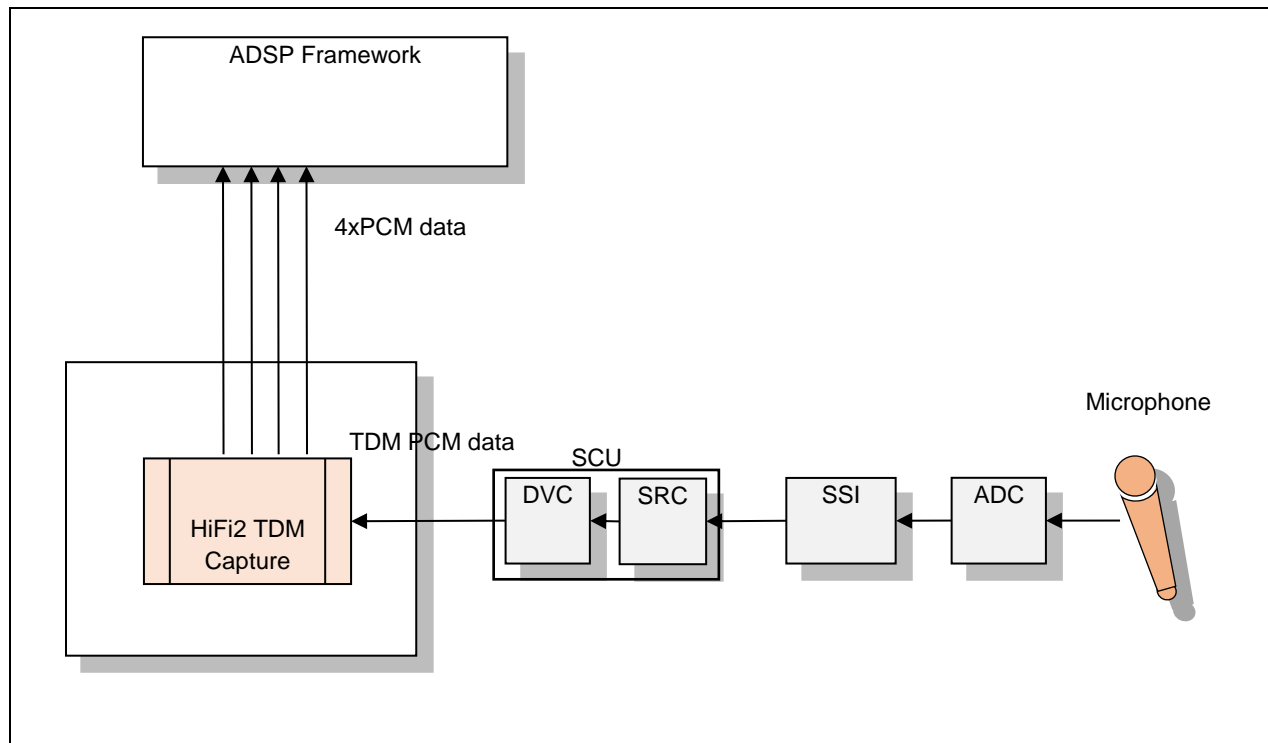 ADSP Framework
4xPCM data
Microphone
TDM PCM data
SCU
DVC
SRC
SSI
ADC
HiFi2 TDM
Capture